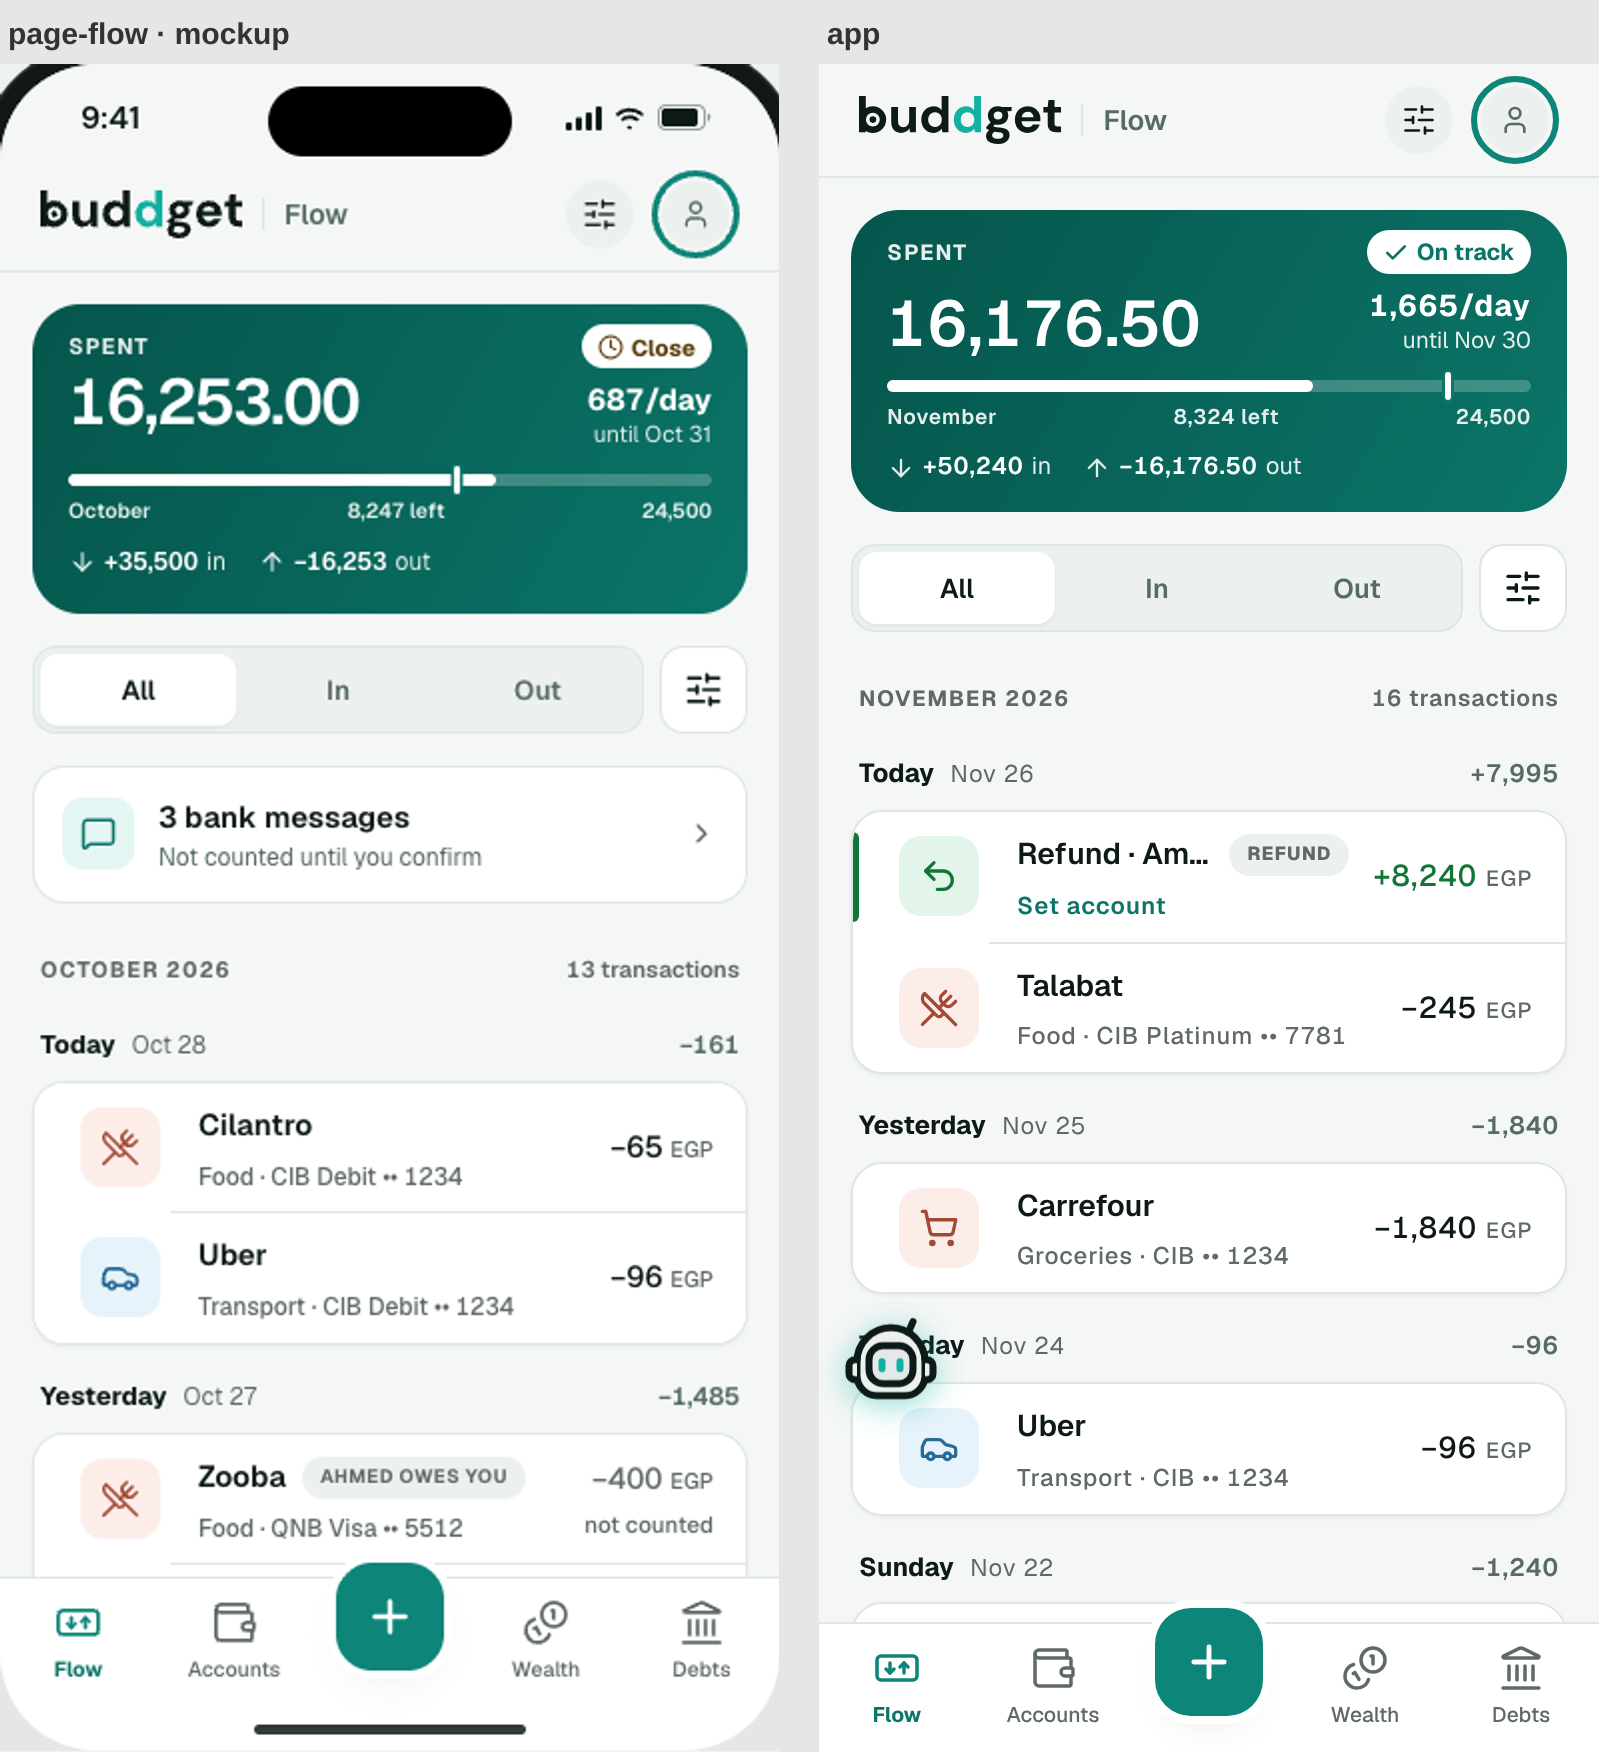 page-flow · mockup
9:41
buddget
Flow
SPENT
Close
16,253.00
687/day
until Oct 31
October
8,247 left
24,500
+35,500 in
−16,253 out
All
In
Out
3 bank messages
Not counted until you confirm
OCTOBER 2026
13 transactions
Today Oct 28
−161
Cilantro
Food · CIB Debit •• 1234
−65 EGP
Uber
Transport · CIB Debit •• 1234
−96 EGP
Yesterday Oct 27
−1,485
Zooba
AHMED OWES YOU
−400 EGP
Food · QNB Visa •• 5512
not counted
Flow
Accounts
Wealth
Debts
app
buddget
Flow
SPENT
On track
16,176.50
1,665/day
until Nov 30
November
8,324 left
24,500
+50,240 in
−16,176.50 out
All
In
Out
NOVEMBER 2026
16 transactions
Today Nov 26
+7,995
Refund · Am...
REFUND
+8,240 EGP
Set account
Talabat
−245 EGP
Food · CIB Platinum •• 7781
Yesterday Nov 25
−1,840
Carrefour
−1,840 EGP
Groceries · CIB •• 1234
Nov 24
−96
Uber
−96 EGP
Transport · CIB •• 1234
Sunday Nov 22
−1,240
Flow
Accounts
Wealth
Debts